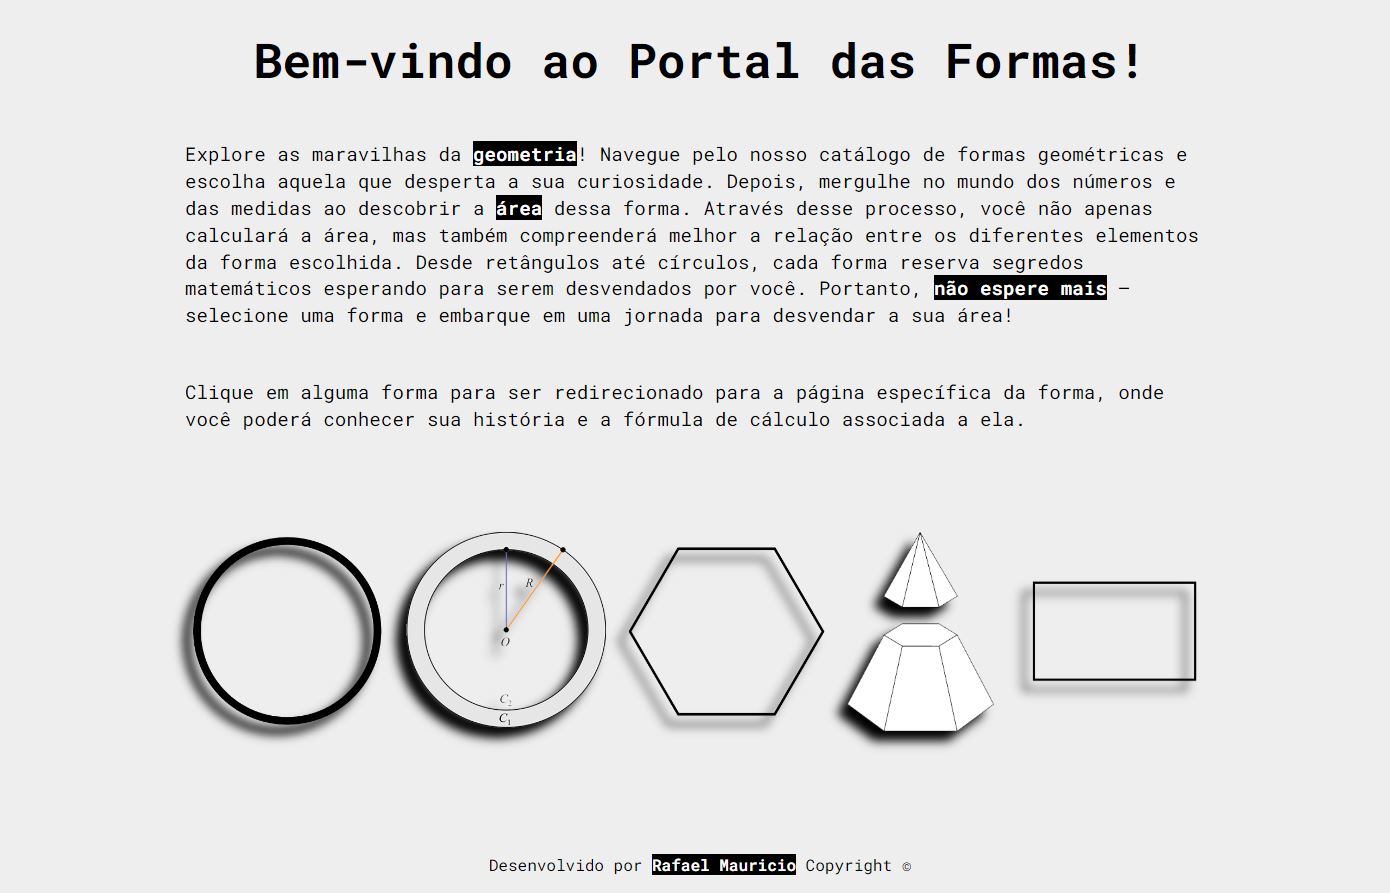 Bem-vindo ao Portal das Formas!
Explore as maravilhas da geometria! Navegue pelo nosso catálogo de formas geométricas e
escolha aquela que desperta a sua curiosidade. Depois, mergulhe no mundo dos números e
das medidas ao descobrir a área dessa forma. Através desse processo, você não apenas
calculará a área, mas também compreenderá melhor a relação entre os diferentes elementos
da forma escolhida. Desde retângulos até círculos, cada forma reserva segredos
matemáticos esperando para serem desvendados por você. Portanto, não espere mais –
selecione uma forma e embarque em uma jornada para desvendar a sua área!
Clique em alguma forma para ser redirecionado para a página específica da forma, onde
você poderá conhecer sua história e a fórmula de cálculo associada a ela.
r R
O
C₂
C₁
Desenvolvido por Rafael Mauricio Copyright ©